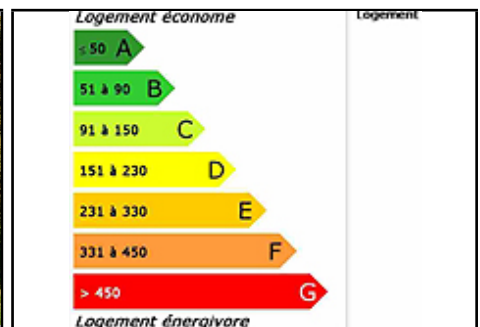 Logement économe
Logement
≤ 50 A
51 à 90 B
91 à 150 C
151 à 230 D
231 à 330 E
331 à 450 F
> 450 G
Logement énergivore